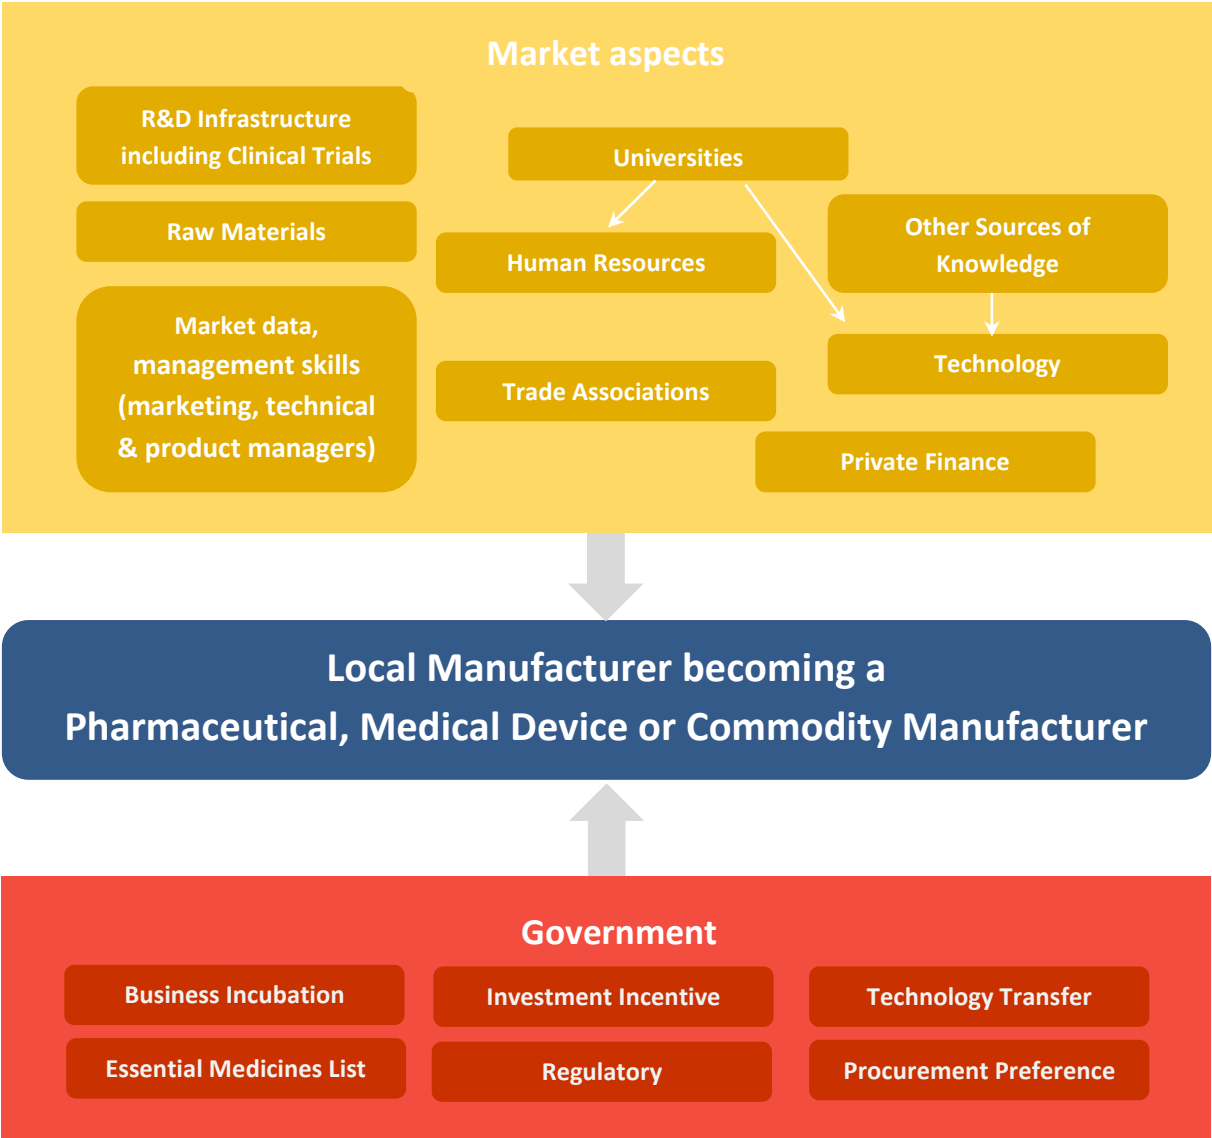 Market aspects
R&D Infrastructure
including Clinical Trials
Raw Materials
Market data,
management skills
(marketing, technical
& product managers)
Universities
Human Resources
Trade Associations
Other Sources of
Knowledge
Technology
Private Finance
Local Manufacturer becoming a
Pharmaceutical, Medical Device or Commodity Manufacturer
Government
Business Incubation
Investment Incentive
Technology Transfer
Essential Medicines List
Regulatory
Procurement Preference